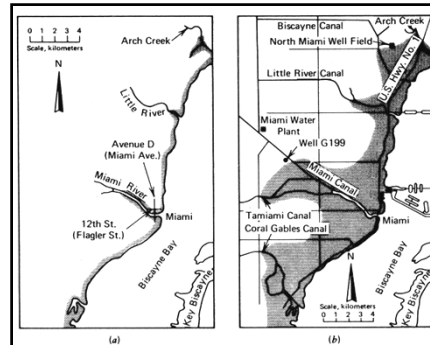 0 1 2 3 4
Scale, kilometers
N
Arch Creek
Little River
Avenue D
(Miami Ave.)
Miami River
Miami
12th St.
(Flagler St.)
Biscayne Bay
Key Biscayne
(a)
Biscayne Canal
Arch Creek
North Miami Well Field
Little River Canal
U.S. Hwy. No. 1
Miami Water
Plant
Well G199
Miami Canal
Miami
Tamiami Canal
Coral Gables Canal
N
0 1 2 3 4
Scale, kilometers
Biscayne Bay
Key Biscayne
(b)